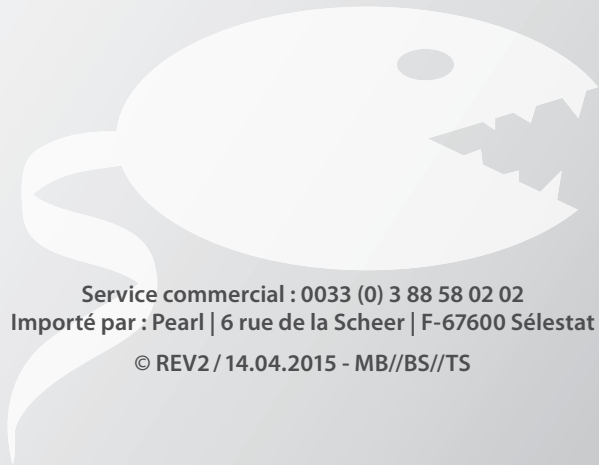 Service commercial : 0033 (0) 3 88 58 02 02
Importé par : Pearl | 6 rue de la Scheer | F-67600 Sélestat
© REV2 / 14.04.2015 - MB//BS//TS